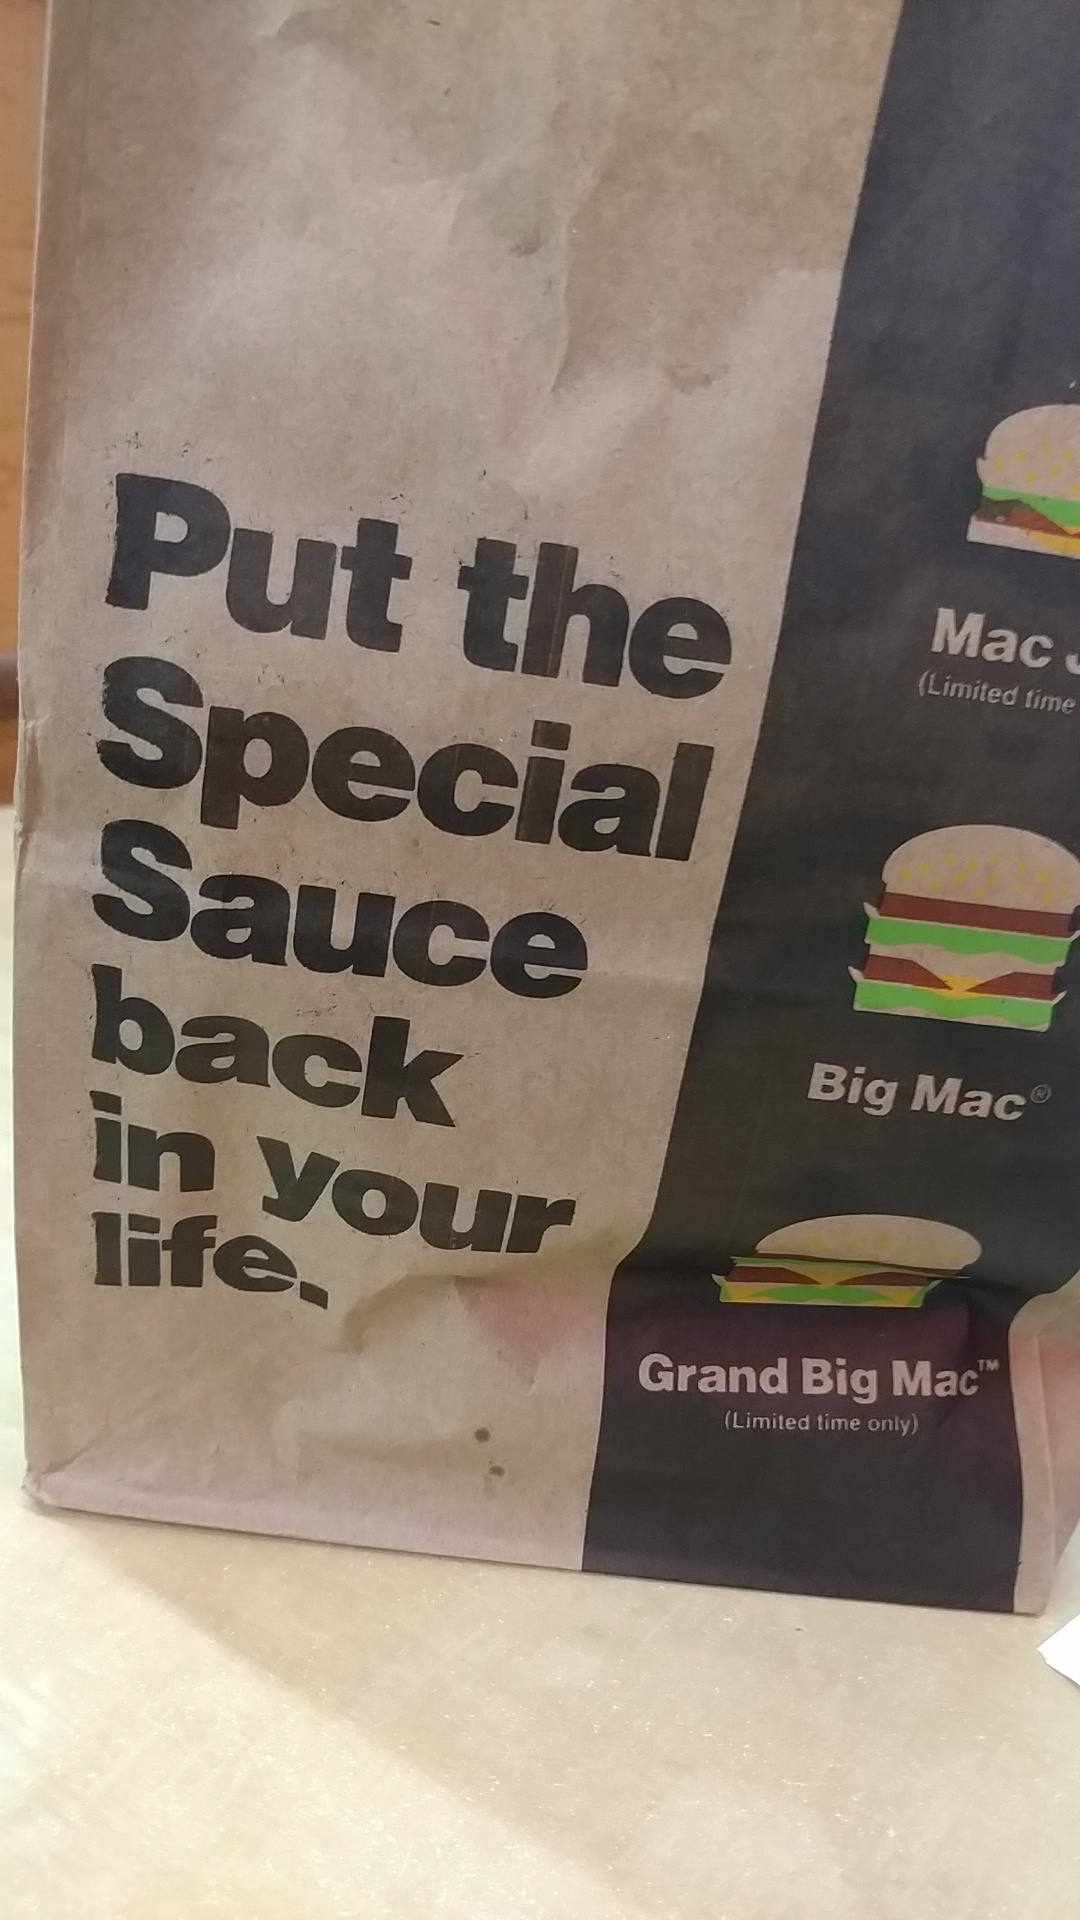 Put the
Special
Sauce
back
in your
life.
Mac
(Limited time
Big Mac®
Grand Big Mac™
(Limited time only)